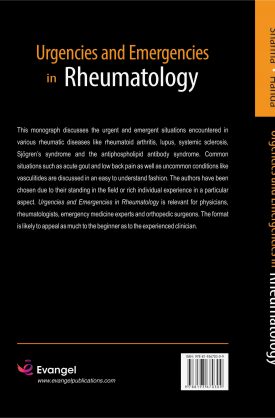 Urgencies and Emergencies
in Rheumatology
This monograph discusses the urgent and emergent situations encountered in
various rheumatic diseases like rheumatoid arthritis, lupus, systemic sclerosis,
Sjögren's syndrome and the antiphospholipid antibody syndrome. Common
situations such as acute gout and low back pain as well as uncommon conditions like
vasculitides are discussed in an easy to understand fashion. The authors have been
chosen due to their standing in the field or rich individual experience in a particular
aspect. Urgencies and Emergencies in Rheumatology is relevant for physicians,
rheumatologists, emergency medicine experts and orthopedic surgeons. The format
is likely to appeal as much to the beginner as to the experienced clinician.
Evangel
www.evangelpublications.com
Sharma • Handa
Urgencies and Emergencies in Rheumatology